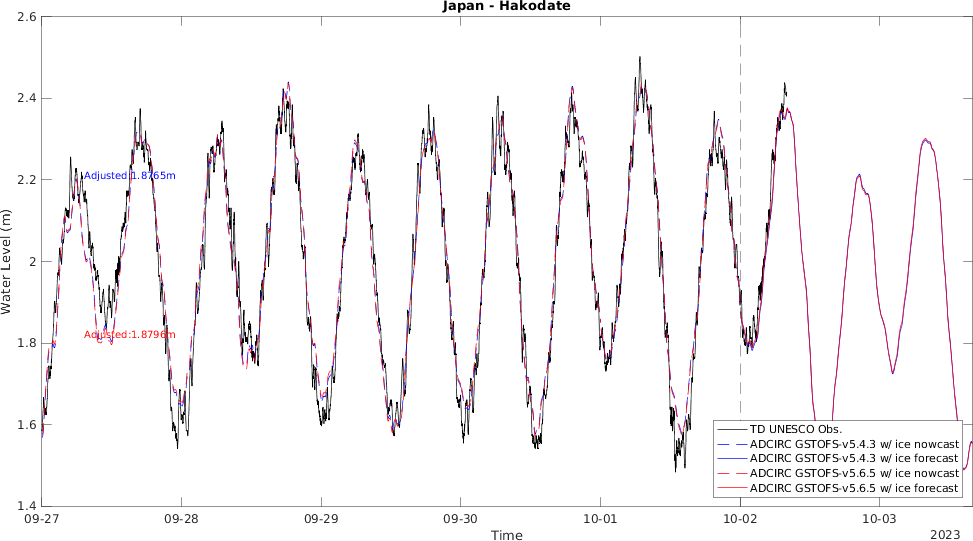 Japan - Hakodate
Water Level (m)
2.6
2.4
2.2
2
1.8
1.6
1.4
Adjusted:1.8765m
Adjusted:1.8796m
TD UNESCO Obs.
ADCIRC GSTOFS-v5.4.3 w/ ice nowcast
ADCIRC GSTOFS-v5.4.3 w/ ice forecast
ADCIRC GSTOFS-v5.6.5 w/ ice nowcast
ADCIRC GSTOFS-v5.6.5 w/ ice forecast
09-27 09-28 09-29 09-30 10-01 10-02 10-03
Time
2023